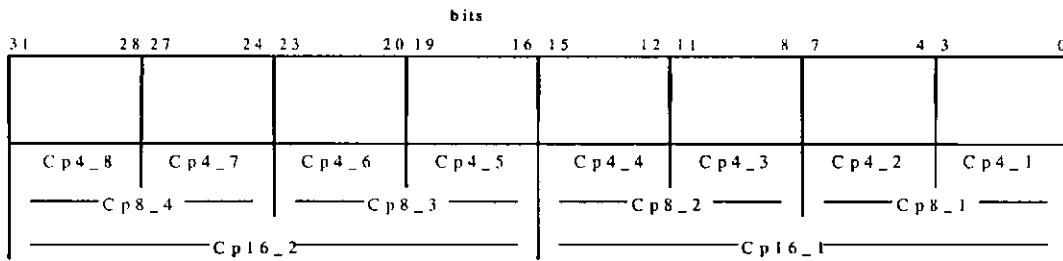 bits
31 28 27 24 23 20 19 16 15 12 11 8 7 4 3 0
Cp4_8 Cp4_7 Cp4_6 Cp4_5 Cp4_4 Cp4_3 Cp4_2 Cp4_1
Cp8_4 Cp8_3 Cp8_2 Cp8_1
Cp16_2 Cp16_1